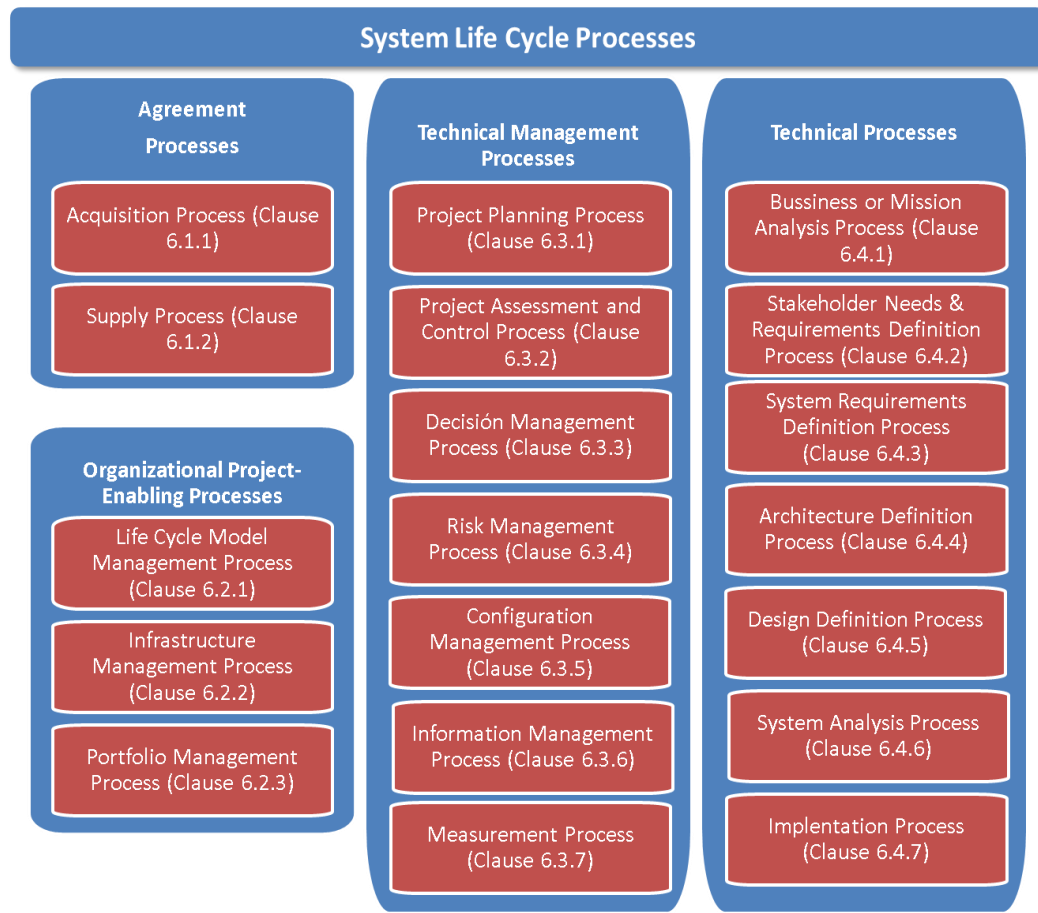 System Life Cycle Processes
Agreement
Processes
Acquisition Process (Clause
6.1.1)
Supply Process (Clause
6.1.2)
Organizational Project-
Enabling Processes
Life Cycle Model
Management Process
(Clause 6.2.1)
Infrastructure
Management Process
(Clause 6.2.2)
Portfolio Management
Process (Clause 6.2.3)
Technical Management
Processes
Project Planning Process
(Clause 6.3.1)
Project Assessment and
Control Process (Clause
6.3.2)
Decisión Management
Process (Clause 6.3.3)
Risk Management
Process (Clause 6.3.4)
Configuration
Management Process
(Clause 6.3.5)
Information Management
Process (Clause 6.3.6)
Measurement Process
(Clause 6.3.7)
Technical Processes
Bussiness or Mission
Analysis Process (Clause
6.4.1)
Stakeholder Needs &
Requirements Definition
Process (Clause 6.4.2)
System Requirements
Definition Process
(Clause 6.4.3)
Architecture Definition
Process (Clause 6.4.4)
Design Definition Process
(Clause 6.4.5)
System Analysis Process
(Clause 6.4.6)
Implentation Process
(Clause 6.4.7)